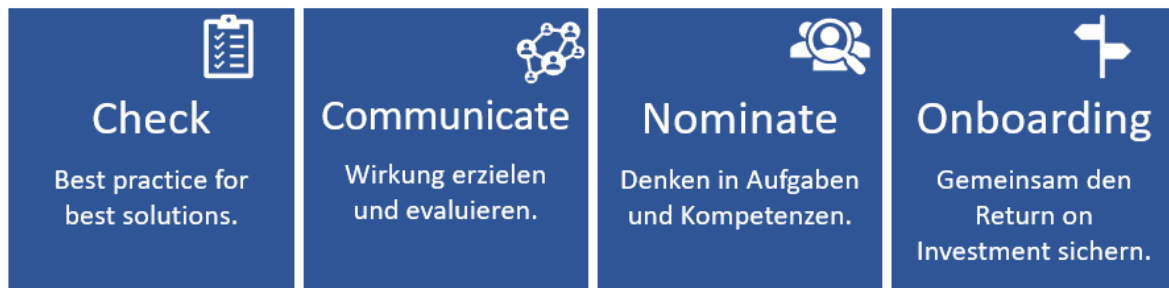 Check
Best practice for
best solutions.
Communicate
Wirkung erzielen
und evaluieren.
Nominate
Denken in Aufgaben
und Kompetenzen.
Onboarding
Gemeinsam den
Return on
Investment sichern.